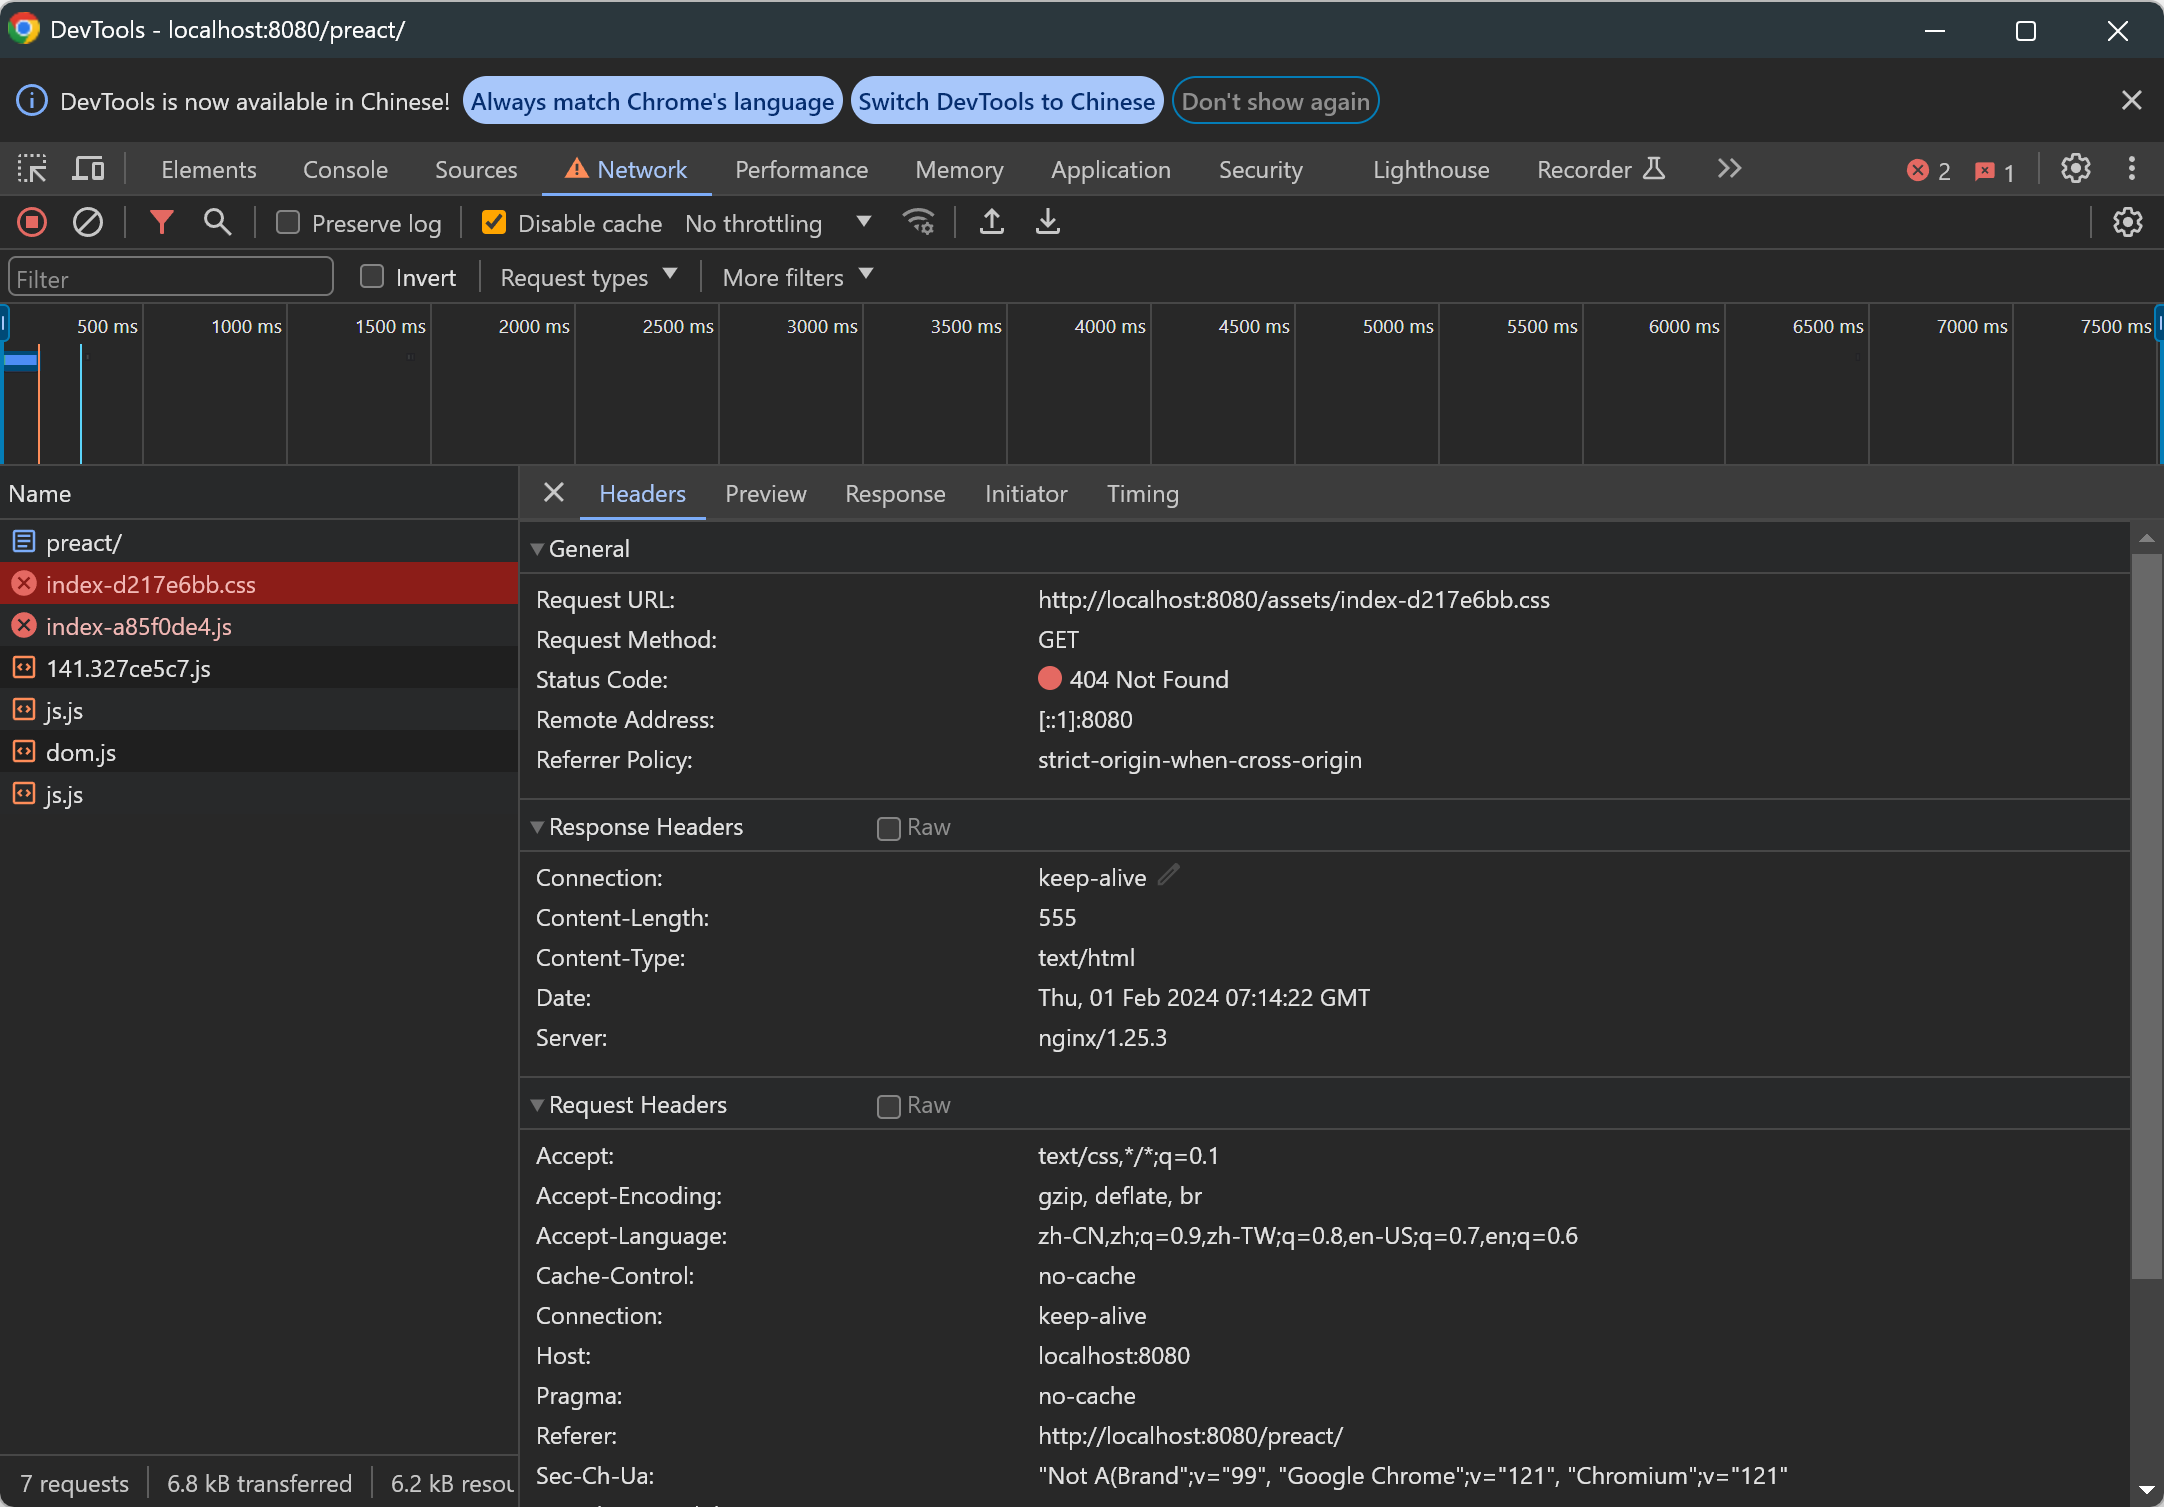 DevTools - localhost:8080/preact/
DevTools is now available in Chinese! Always match Chrome's language Switch DevTools to Chinese Don't show again
Elements Console Sources Network Performance Memory Application Security Lighthouse Recorder 2 1
Preserve log Disable cache No throttling
Filter Invert Request types More filters
500 ms 1000 ms 1500 ms 2000 ms 2500 ms 3000 ms 3500 ms 4000 ms 4500 ms 5000 ms 5500 ms 6000 ms 6500 ms 7000 ms 7500 ms
Name
preact/
index-d217e6bb.css
index-a85f0de4.js
141.327ce5c7.js
js.js
dom.js
js.js
7 requests 6.8 kB transferred 6.2 kB resou
Headers Preview Response Initiator Timing
General
Request URL: http://localhost:8080/assets/index-d217e6bb.css
Request Method: GET
Status Code: 404 Not Found
Remote Address: [::1]:8080
Referrer Policy: strict-origin-when-cross-origin
Response Headers Raw
Connection: keep-alive
Content-Length: 555
Content-Type: text/html
Date: Thu, 01 Feb 2024 07:14:22 GMT
Server: nginx/1.25.3
Request Headers Raw
Accept: text/css,*/*;q=0.1
Accept-Encoding: gzip, deflate, br
Accept-Language: zh-CN,zh;q=0.9,zh-TW;q=0.8,en-US;q=0.7,en;q=0.6
Cache-Control: no-cache
Connection: keep-alive
Host: localhost:8080
Pragma: no-cache
Referer: http://localhost:8080/preact/
Sec-Ch-Ua: "Not A(Brand";v="99", "Google Chrome";v="121", "Chromium";v="121"